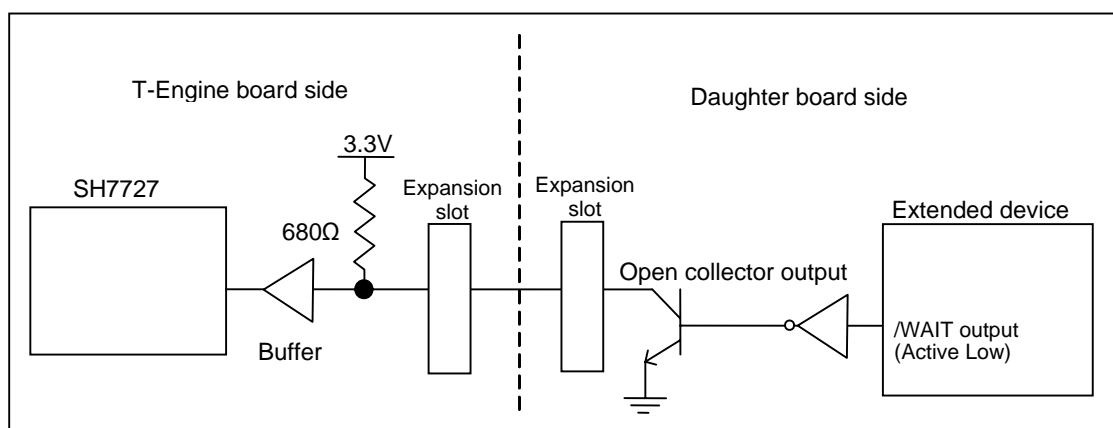 T-Engine board side
Daughter board side
3.3V
SH7727
Expansion
slot
Expansion
slot
Extended device
680Ω
Open collector output
/WAIT output
(Active Low)
Buffer